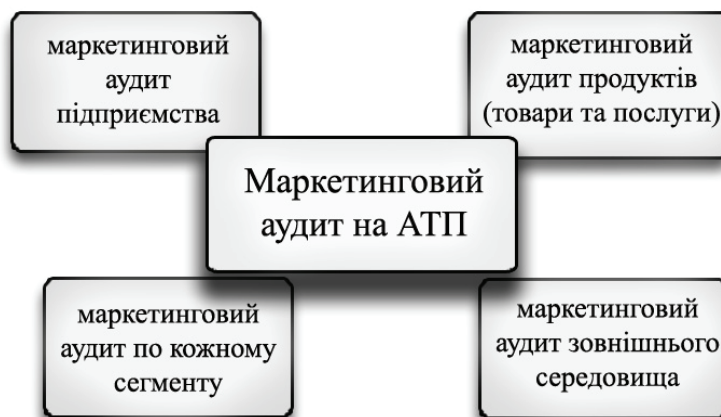 маркетинговий
аудит
підприємства
маркетинговий
аудит продуктів
(товари та послуги)
Маркетинговий
аудит на АТП
маркетинговий
аудит по кожному
сегменту
маркетинговий
аудит зовнішнього
середовища